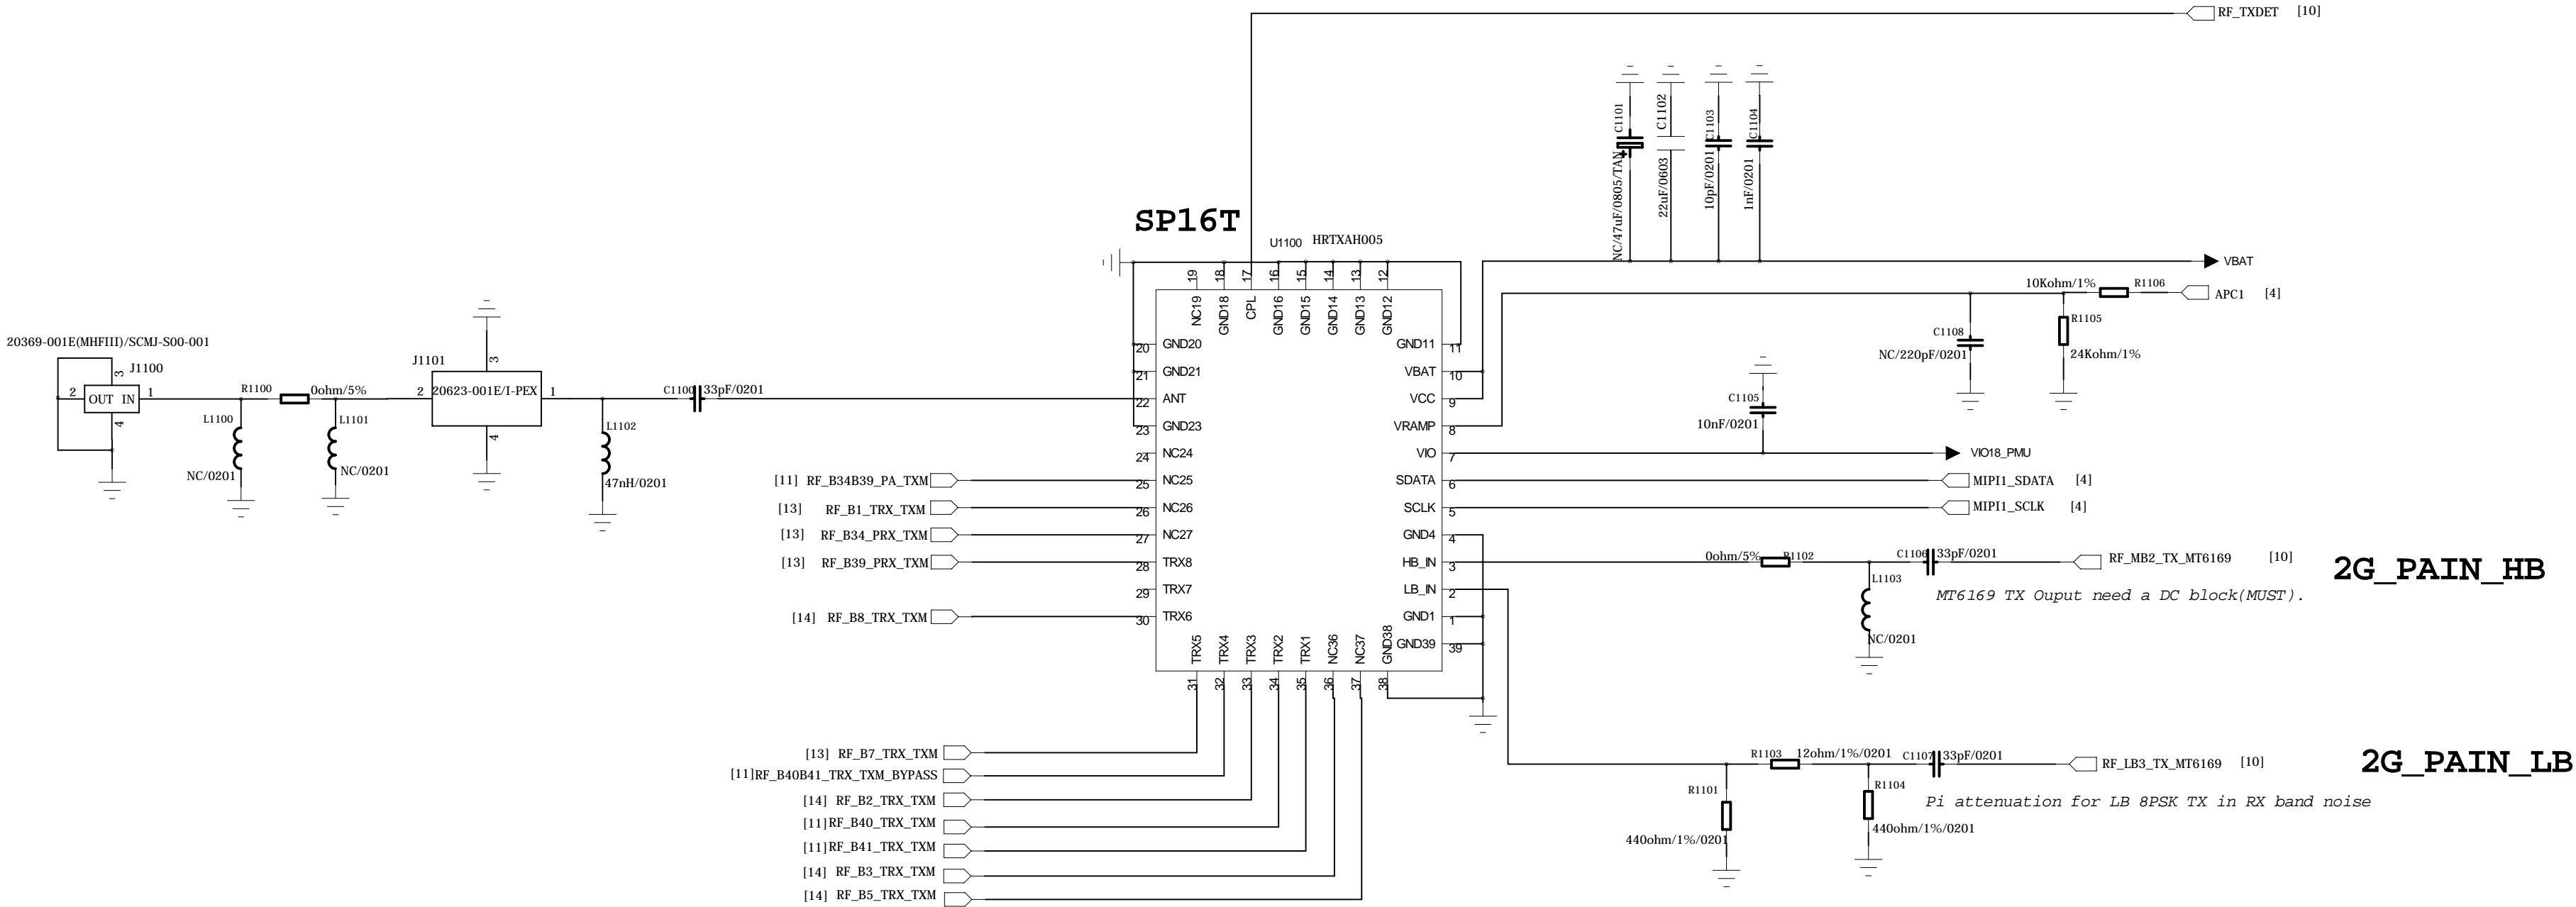 RF_TXDET [10]
C1101
NC/47uF/0805/TAN
+
C1102
22uF/0603
C1103
10pF/0201
C1104
1nF/0201
SP16T
U1100 HRTXAH005
VBAT
10Kohm/1% R1106
APC1 [4]
R1105
24Kohm/1%
C1108
NC/220pF/0201
C1105
10nF/0201
VIO18_PMU
MIPI1_SDATA [4]
MIPI1_SCLK [4]
20369-001E(MHFIII)/SCMJ-S00-001
J1100
2 OUT IN 1
3
4
R1100 0ohm/5%
L1100
NC/0201
L1101
NC/0201
J1101
2 20623-001E/I-PEX 1
3
4
L1102
47nH/0201
C1100 33pF/0201
19 18 17 16 15 14 13 12
NC19 GND18 CPL GND16 GND15 GND14 GND13 GND12
20 GND20
21 GND21
22 ANT
23 GND23
24 NC24
25 NC25
26 NC26
27 NC27
28 TRX8
29 TRX7
30 TRX6
GND11 11
VBAT 10
VCC 9
VRAMP 8
VIO 7
SDATA 6
SCLK 5
GND4 4
HB_IN 3
LB_IN 2
GND1 1
GND39 39
TRX5 TRX4 TRX3 TRX2 TRX1 NC36 NC37 GND38
31 32 33 34 35 36 37 38
[11] RF_B34B39_PA_TXM
[13] RF_B1_TRX_TXM
[13] RF_B34_PRX_TXM
[13] RF_B39_PRX_TXM
[14] RF_B8_TRX_TXM
[13] RF_B7_TRX_TXM
[11]RF_B40B41_TRX_TXM_BYPASS
[14] RF_B2_TRX_TXM
[11]RF_B40_TRX_TXM
[11]RF_B41_TRX_TXM
[14] RF_B3_TRX_TXM
[14] RF_B5_TRX_TXM
0ohm/5% R1102
C1106 33pF/0201
RF_MB2_TX_MT6169 [10]
2G_PAIN_HB
L1103
NC/0201
MT6169 TX Ouput need a DC block(MUST).
R1103 12ohm/1%/0201
C1107 33pF/0201
RF_LB3_TX_MT6169 [10]
2G_PAIN_LB
R1101
440ohm/1%/0201
R1104
440ohm/1%/0201
Pi attenuation for LB 8PSK TX in RX band noise